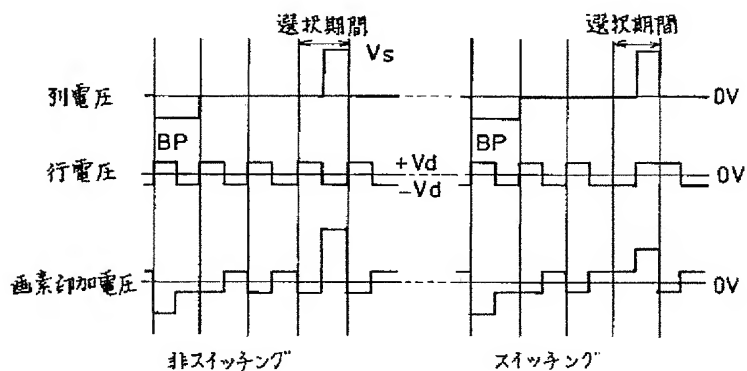 選択期間
選択期間
Vs
列電圧
0V
0V
BP
BP
行電圧
+Vd
-Vd
0V
画素印加電圧
0V
非スイッチング
スイッチング